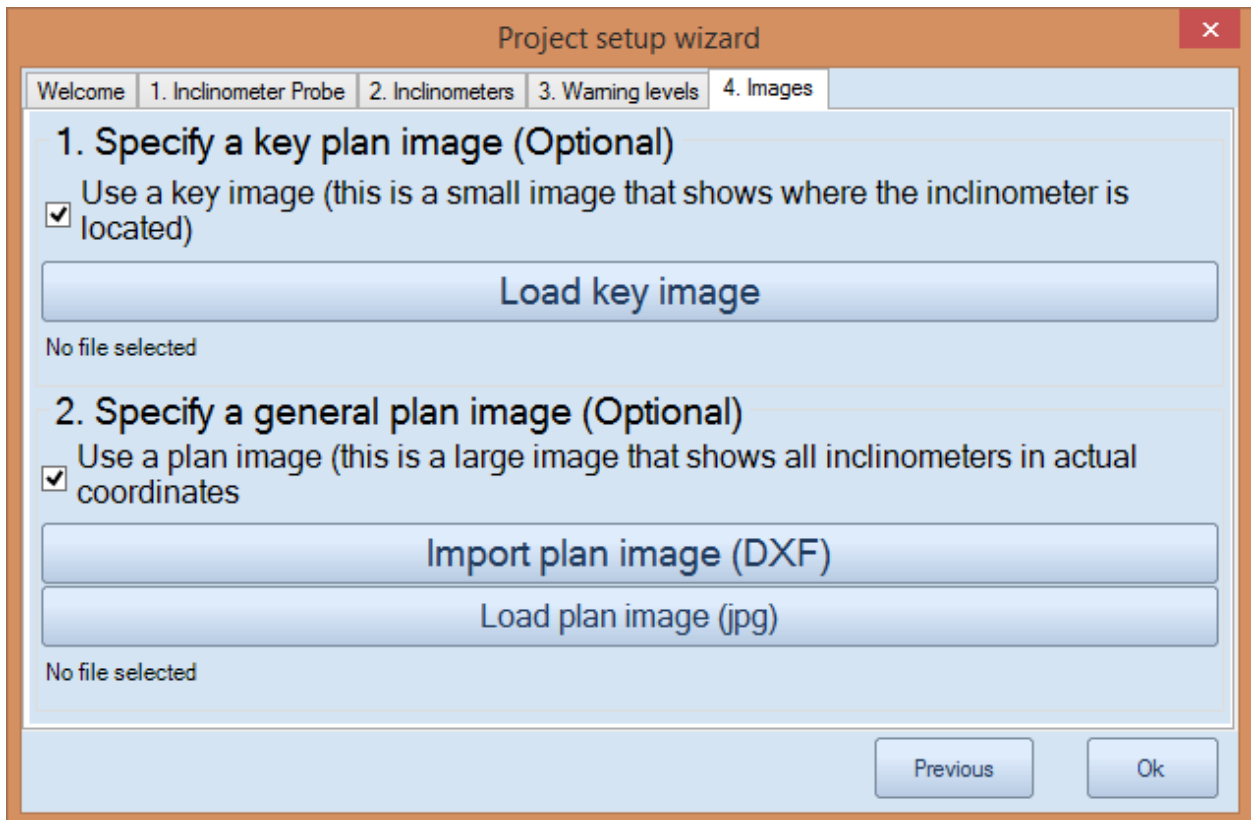 Project setup wizard
Welcome 1. Inclinometer Probe 2. Inclinometers 3. Warning levels 4. Images
1. Specify a key plan image (Optional)
Use a key image (this is a small image that shows where the inclinometer is
located)
Load key image
No file selected
2. Specify a general plan image (Optional)
Use a plan image (this is a large image that shows all inclinometers in actual
coordinates
Import plan image (DXF)
Load plan image (jpg)
No file selected
Previous Ok